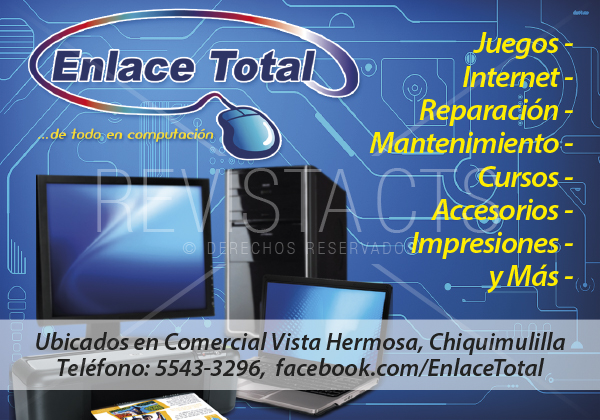 Enlace Total
...de todo en computación
Juegos -
Internet -
Reparación -
Mantenimiento -
Cursos -
Accesorios -
Impresiones -
y Más -
REVISTACTS
© DERECHOS RESERVADOS
Ubicados en Comercial Vista Hermosa, Chiquimulilla
Teléfono: 5543-3296, facebook.com/EnlaceTotal